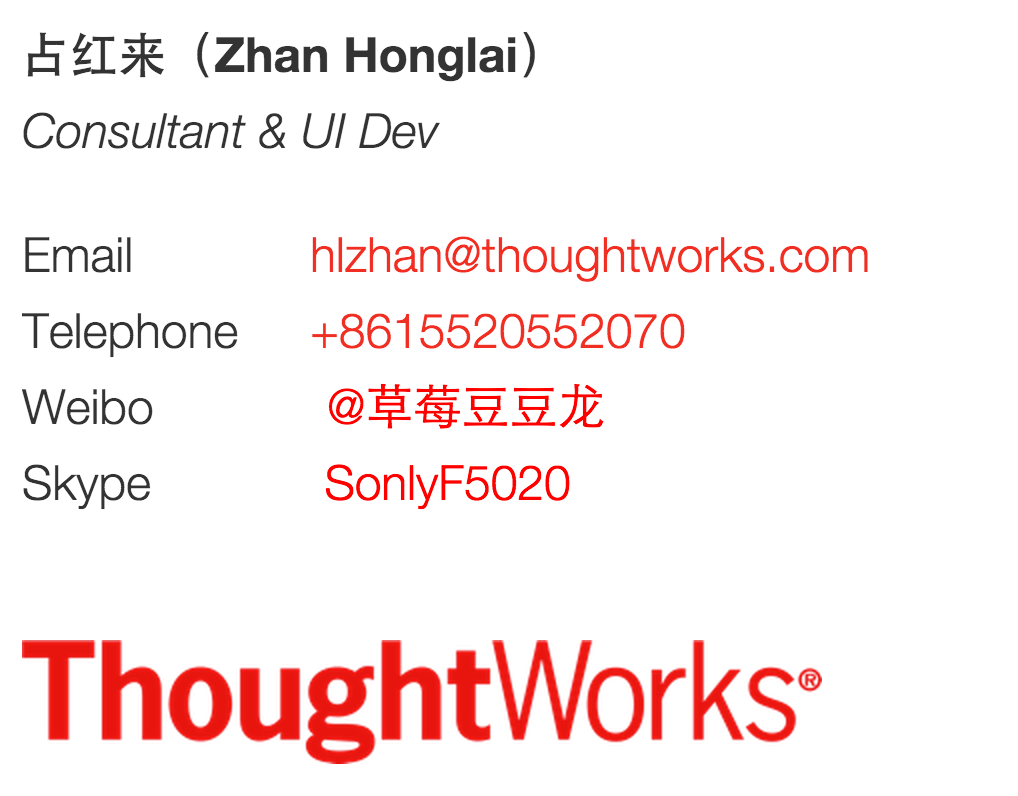 占红来（Zhan Honglai）
Consultant & UI Dev
Email hlzhan@thoughtworks.com
Telephone +8615520552070
Weibo @草莓豆豆龙
Skype SonlyF5020
ThoughtWorks®